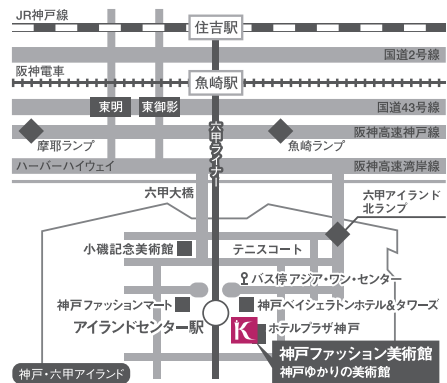 JR神戸線
住吉駅
国道2号線
阪神電車
魚崎駅
東明
東御影
国道43号線
摩耶ランプ
六甲ライナー
魚崎ランプ
阪神高速神戸線
ハーバーハイウェイ
阪神高速湾岸線
六甲大橋
六甲アイランド
北ランプ
小磯記念美術館
テニスコート
バス停アジア・ワン・センター
神戸ファッションマート
神戸ベイシェラトンホテル&タワーズ
アイランドセンター駅
K
ホテルプラザ神戸
神戸ファッション美術館
神戸ゆかりの美術館
神戸・六甲アイランド